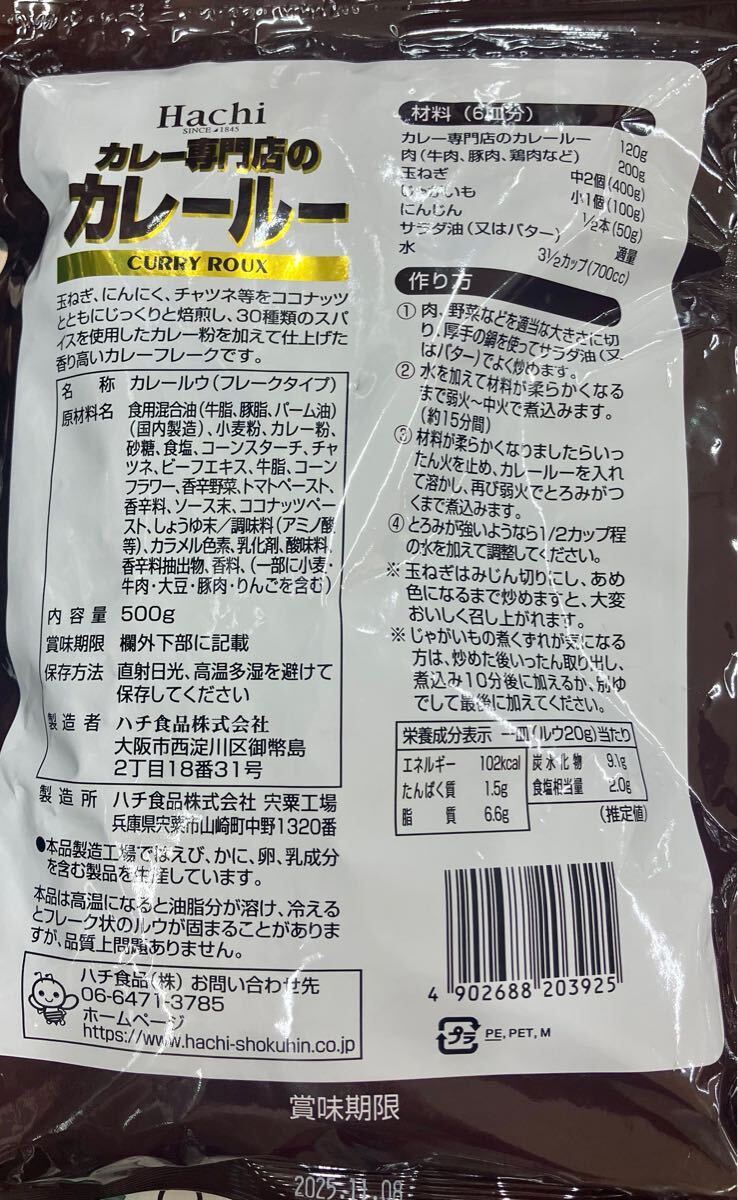 Hachi
SINCE 1845
カレー専門店の
カレールー
CURRY ROUX
玉ねぎ、にんにく、チャツネ等をココナッツ
とともにじっくりと焙煎し、30種類のスパ
イスを使用したカレー粉を加えて仕上げた
香り高いカレーフレークです。
名 称 カレールウ(フレークタイプ)
原材料名 食用混合油(牛脂、豚脂、パーム油)
(国内製造)、小麦粉、カレー粉、
砂糖、食塩、コーンスターチ、チャ
ツネ、ビーフエキス、牛脂、コーン
フラワー、香辛野菜、トマトペースト、
香辛料、ソース末、ココナッツペー
スト、しょうゆ末/調味料(アミノ酸
等)、カラメル色素、乳化剤、酸味料、
香辛料抽出物、香料、(一部に小麦・
牛肉・大豆・豚肉・りんごを含む)
内容量 500g
賞味期限 欄外下部に記載
保存方法 直射日光、高温多湿を避けて
保存してください
製造者 ハチ食品株式会社
大阪市西淀川区御幣島
2丁目18番31号
製造所 ハチ食品株式会社 宍粟工場
兵庫県宍粟市山崎町中野1320番
●本品製造工場ではえび、かに、卵、乳成分
を含む製品を生産しています。
本品は高温になると油脂分が溶け、冷える
とフレーク状のルウが固まることがありま
すが、品質上問題ありません。
ハチ食品(株) お問い合わせ先
06-6471-3785
ホームページ
https://www.hachi-shokuhin.co.jp
材料(6皿分)
カレー専門店のカレールー 120g
肉(牛肉、豚肉、鶏肉など) 200g
玉ねぎ 中2個(400g)
じゃがいも 小1個(100g)
にんじん 1/2本(50g)
サラダ油(又はバター) 適量
水 3 1/2カップ(700cc)
作り方
① 肉、野菜などを適当な大きさに切
り、厚手の鍋を使ってサラダ油(又
はバター)でよく炒めます。
② 水を加えて材料が柔らかくなる
まで弱火~中火で煮込みます。
(約15分間)
③ 材料が柔らかくなりましたらいっ
たん火を止め、カレールーを入れ
て溶かし、再び弱火でとろみがつ
くまで煮込みます。
④ とろみが強いようなら1/2カップ程
の水を加えて調整してください。
※ 玉ねぎはみじん切りにし、あめ
色になるまで炒めますと、大変
おいしく召し上がれます。
※ じゃがいもの煮くずれが気になる
方は、炒めた後いったん取り出し、
煮込み10分後に加えるか、別ゆ
でして最後に加えてください。
栄養成分表示 一皿(ルウ20g)当たり
エネルギー 102kcal 炭水化物 9.1g
たんぱく質 1.5g 食塩相当量 2.0g
脂質 6.6g
(推定値)
4 902688 203925
プラ PE, PET, M
賞味期限
2025.11.08